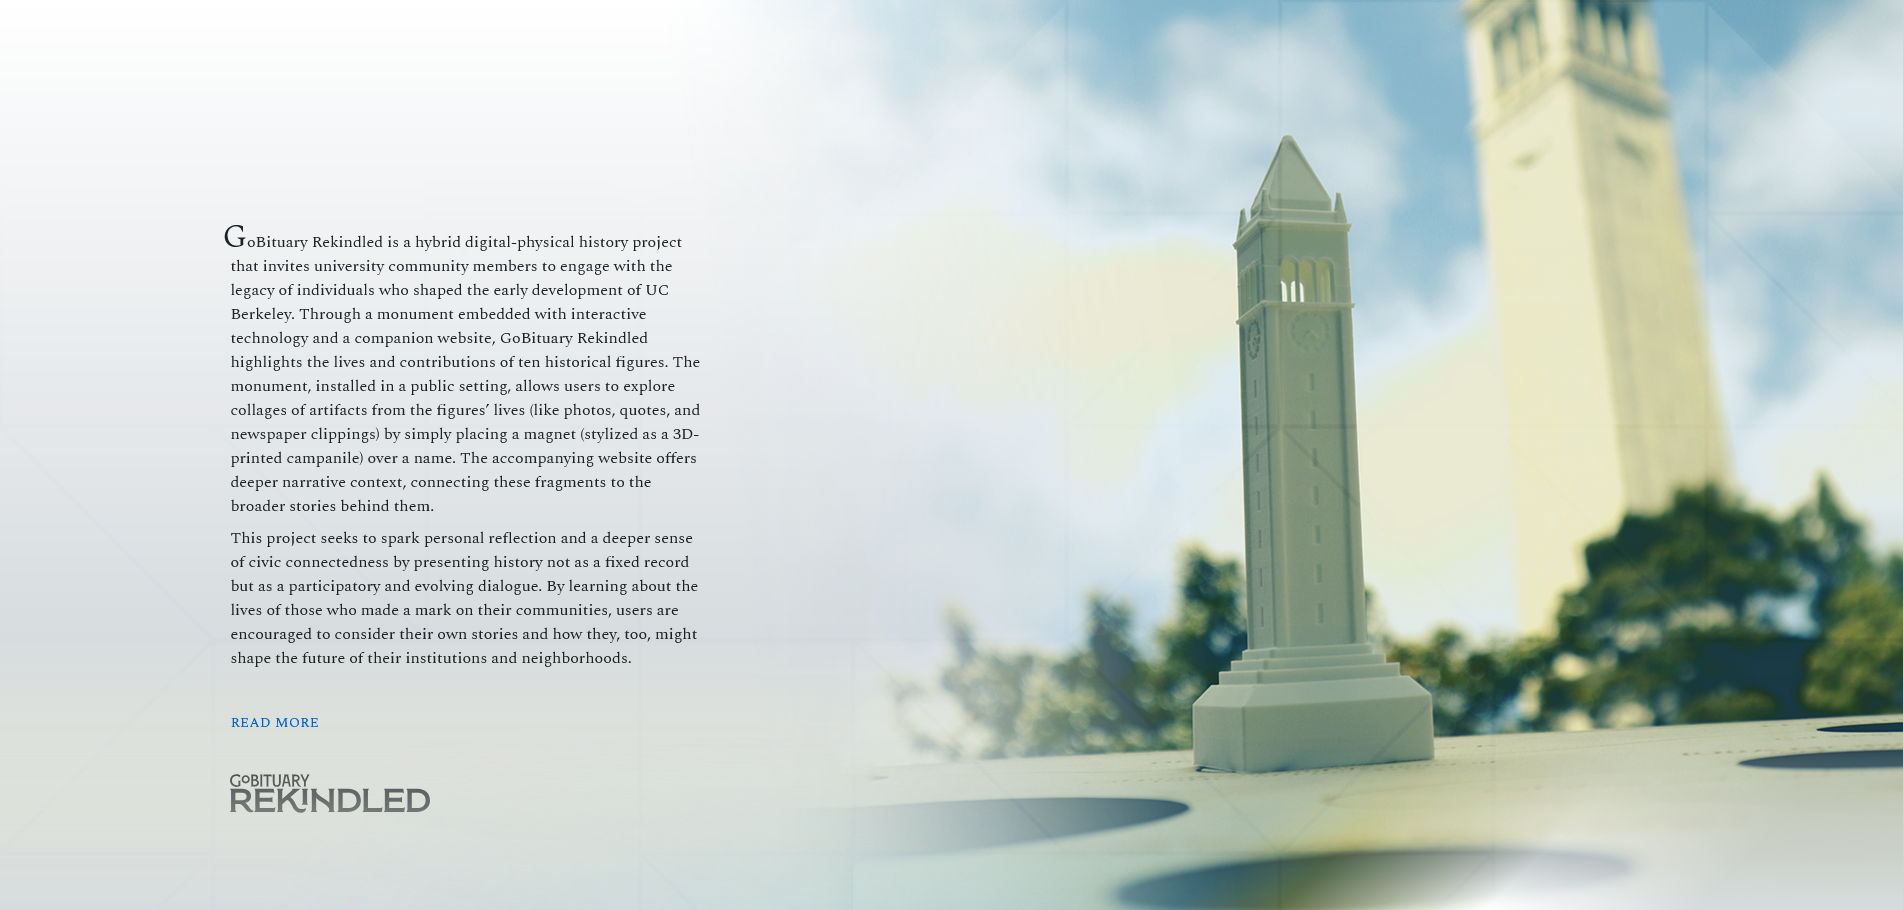 GoBituary Rekindled is a hybrid digital-physical history project
that invites university community members to engage with the
legacy of individuals who shaped the early development of UC
Berkeley. Through a monument embedded with interactive
technology and a companion website, GoBituary Rekindled
highlights the lives and contributions of ten historical figures. The
monument, installed in a public setting, allows users to explore
collages of artifacts from the figures’ lives (like photos, quotes, and
newspaper clippings) by simply placing a magnet (stylized as a 3D-
printed campanile) over a name. The accompanying website offers
deeper narrative context, connecting these fragments to the
broader stories behind them.
This project seeks to spark personal reflection and a deeper sense
of civic connectedness by presenting history not as a fixed record
but as a participatory and evolving dialogue. By learning about the
lives of those who made a mark on their communities, users are
encouraged to consider their own stories and how they, too, might
shape the future of their institutions and neighborhoods.
READ MORE
GoBITUARY
REKINDLED